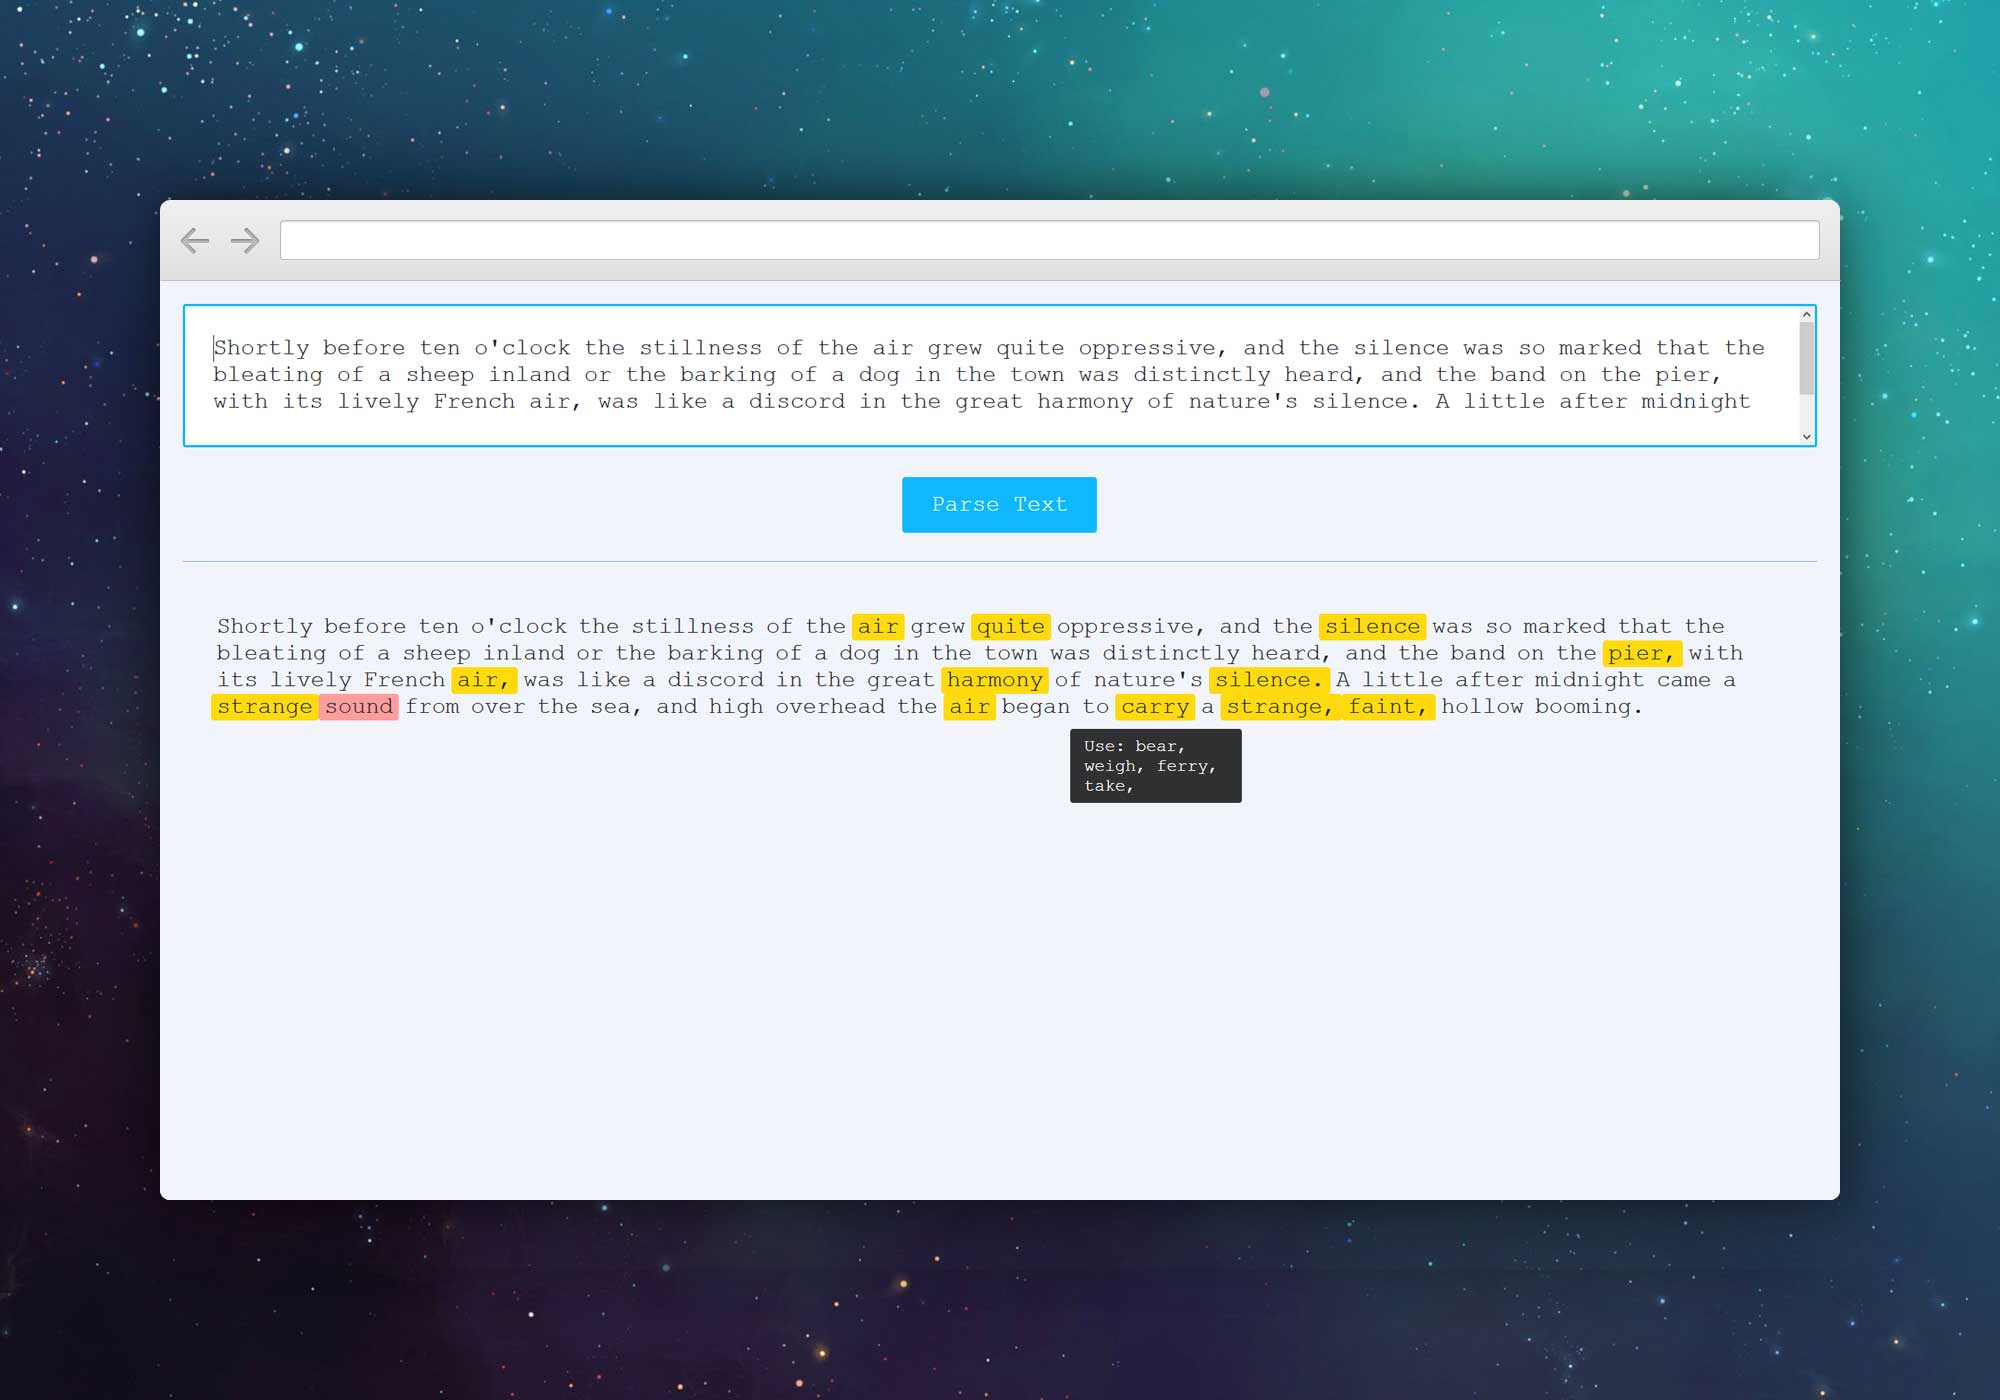 Shortly before ten o'clock the stillness of the air grew quite oppressive, and the silence was so marked that the
bleating of a sheep inland or the barking of a dog in the town was distinctly heard, and the band on the pier,
with its lively French air, was like a discord in the great harmony of nature's silence. A little after midnight
Parse Text
Shortly before ten o'clock the stillness of the air grew quite oppressive, and the silence was so marked that the
bleating of a sheep inland or the barking of a dog in the town was distinctly heard, and the band on the pier, with
its lively French air, was like a discord in the great harmony of nature's silence. A little after midnight came a
strange sound from over the sea, and high overhead the air began to carry a strange, faint, hollow booming.
Use: bear,
weigh, ferry,
take,